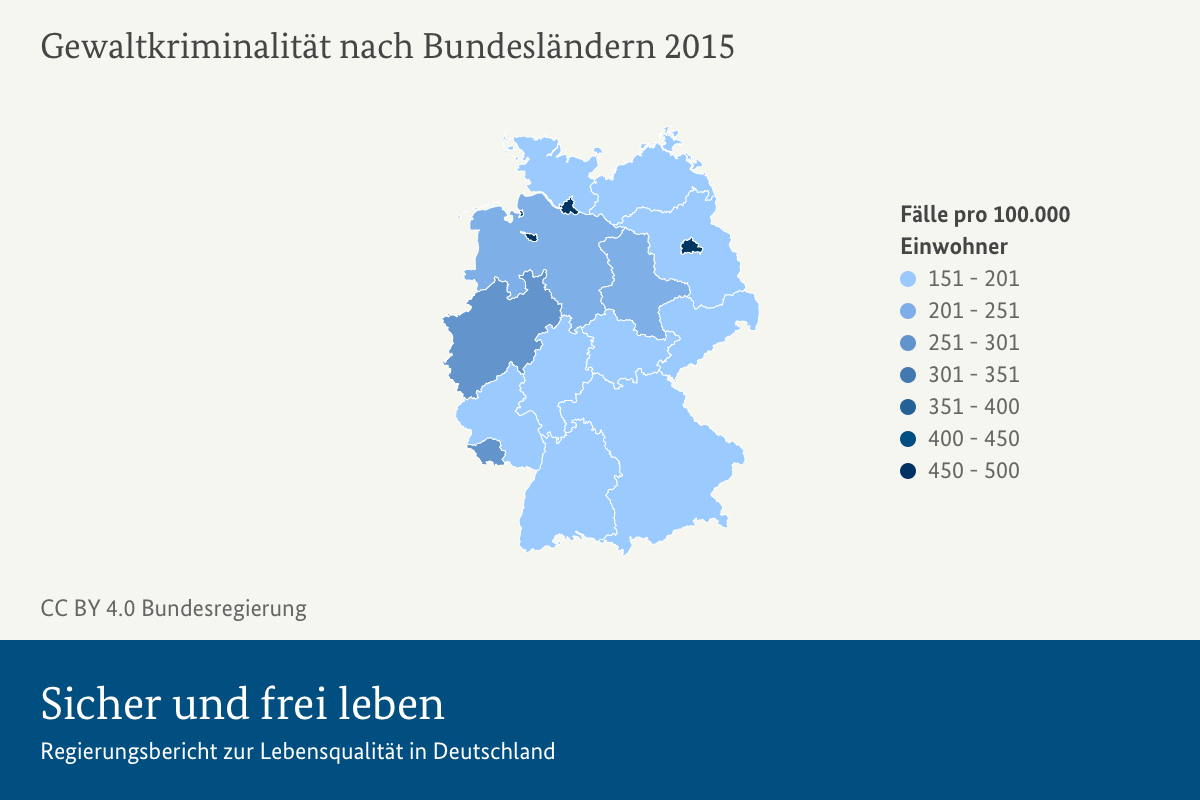 Gewaltkriminalität nach Bundesländern 2015
Fälle pro 100.000
Einwohner
151 - 201
201 - 251
251 - 301
301 - 351
351 - 400
400 - 450
450 - 500
CC BY 4.0 Bundesregierung
Sicher und frei leben
Regierungsbericht zur Lebensqualität in Deutschland